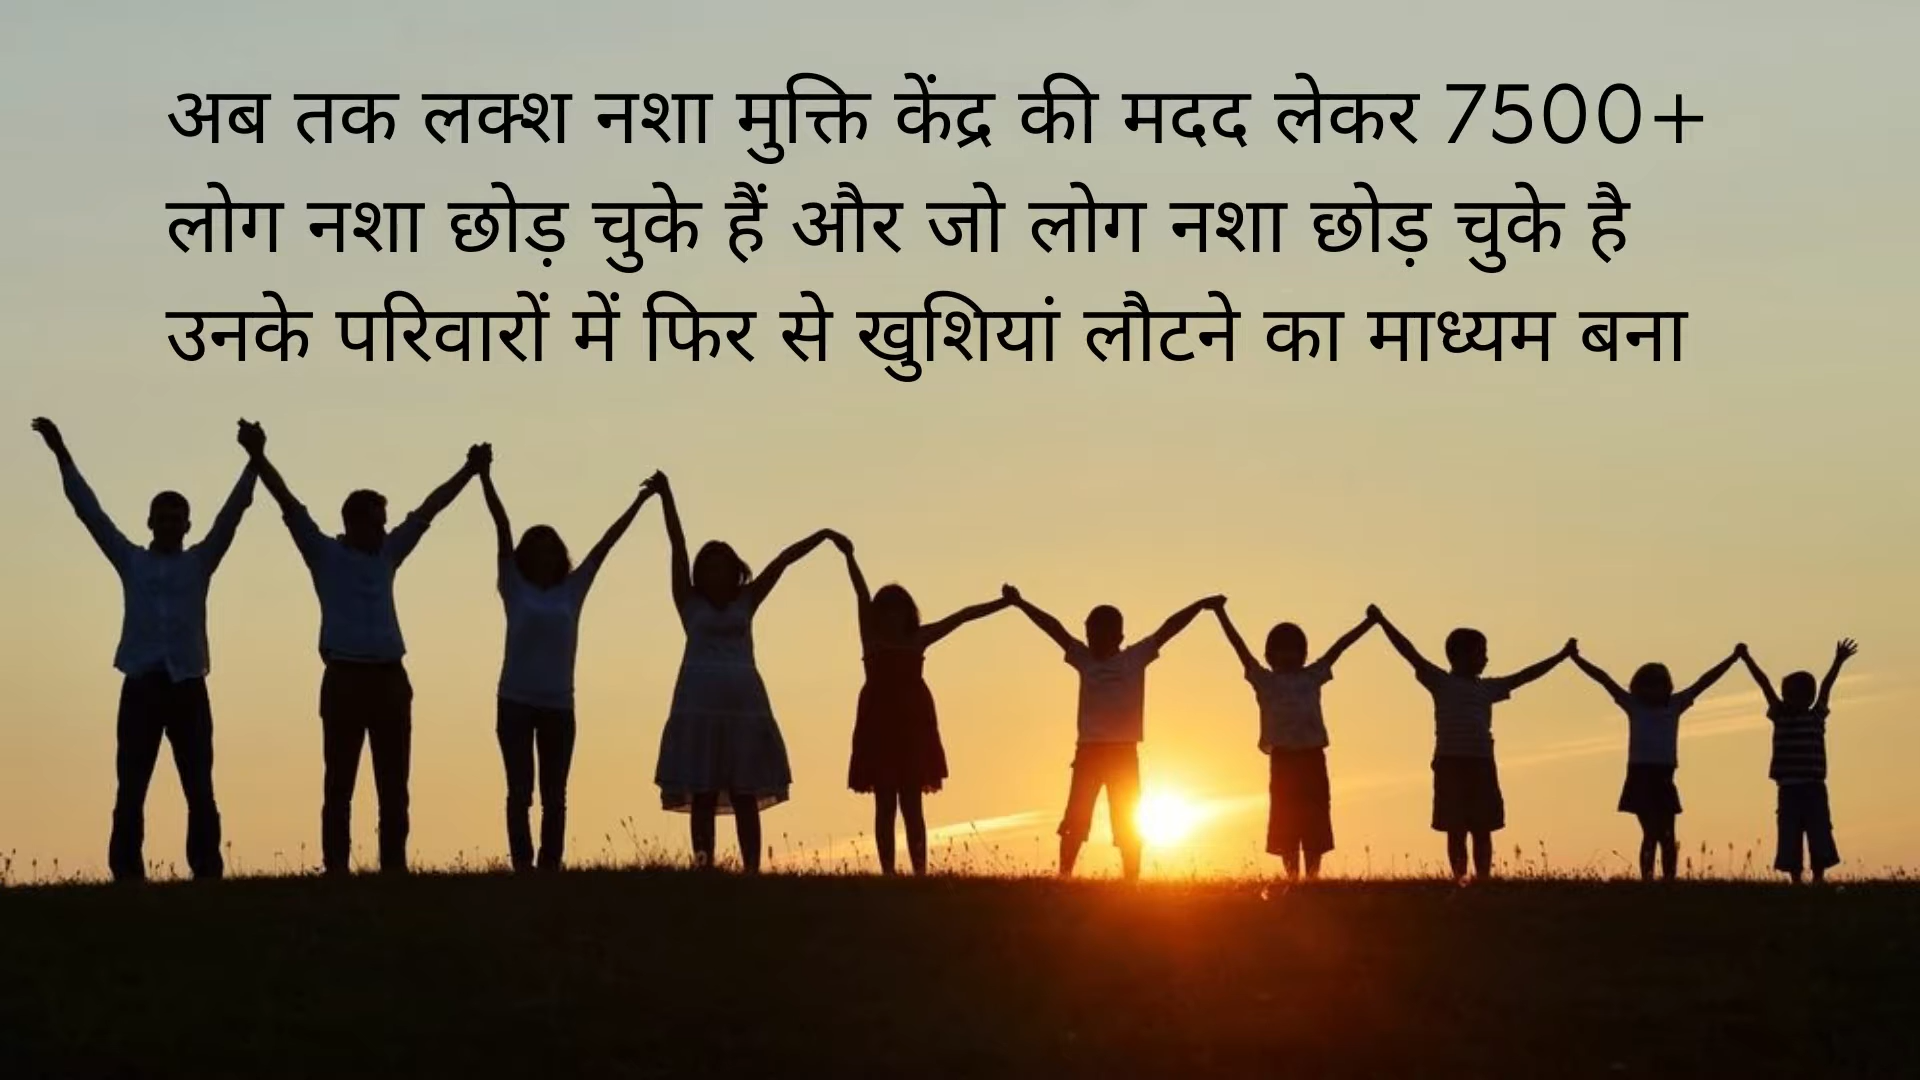 अब तक लक्श नशा मुक्ति केंद्र की मदद लेकर 7500+
लोग नशा छोड़ चुके हैं और जो लोग नशा छोड़ चुके है
उनके परिवारों में फिर से खुशियां लौटने का माध्यम बना